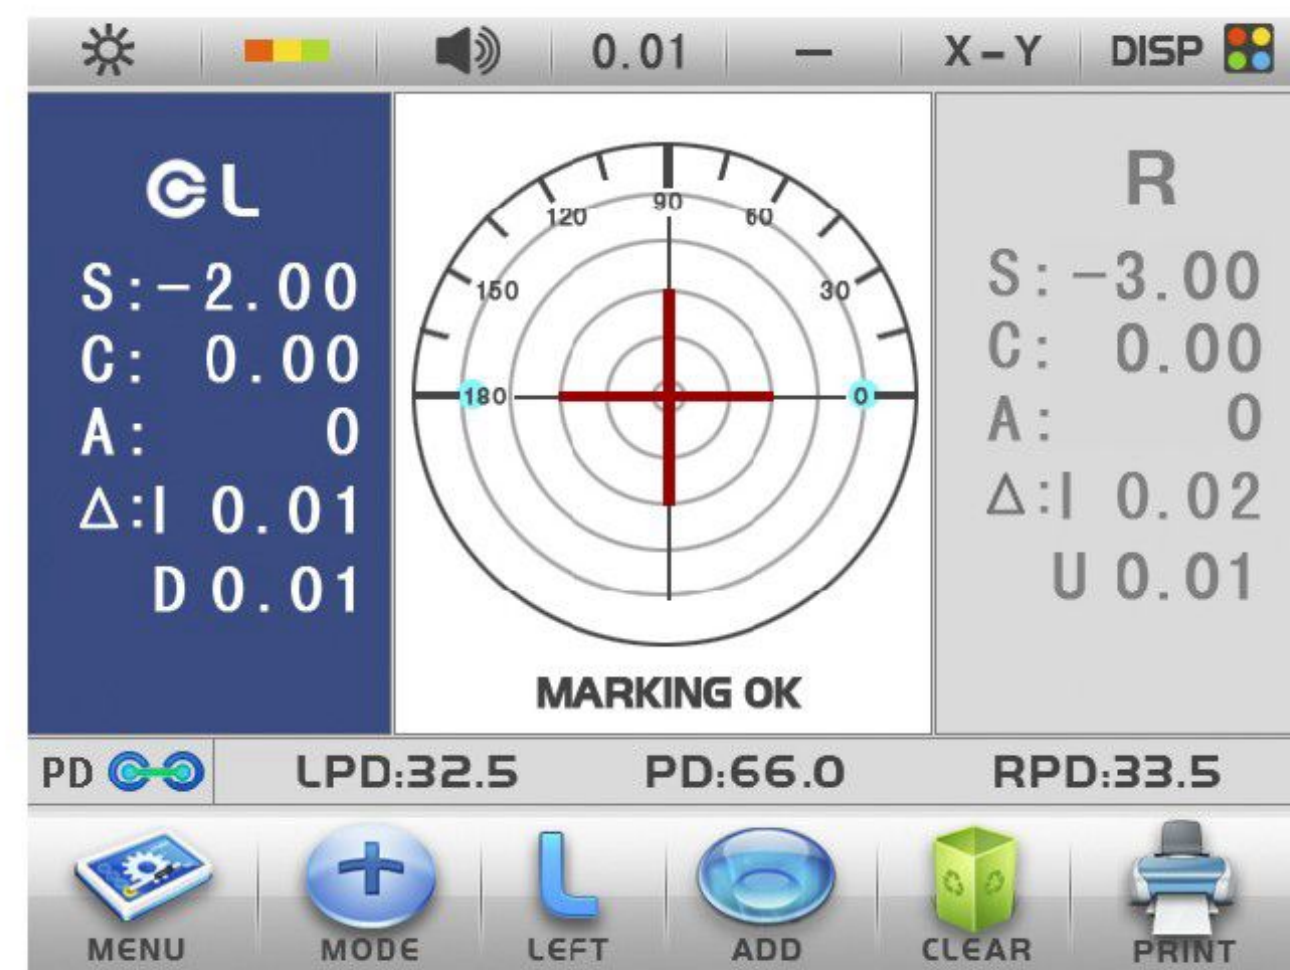 0.01 — X-Y DISP
L
S:-2.00
C: 0.00
A: 0
Δ:I 0.01
D 0.01
90
120
60
150
30
180
0
MARKING OK
R
S:-3.00
C: 0.00
A: 0
Δ:I 0.02
U 0.01
PD LPD:32.5 PD:66.0 RPD:33.5
MENU MODE LEFT ADD CLEAR PRINT